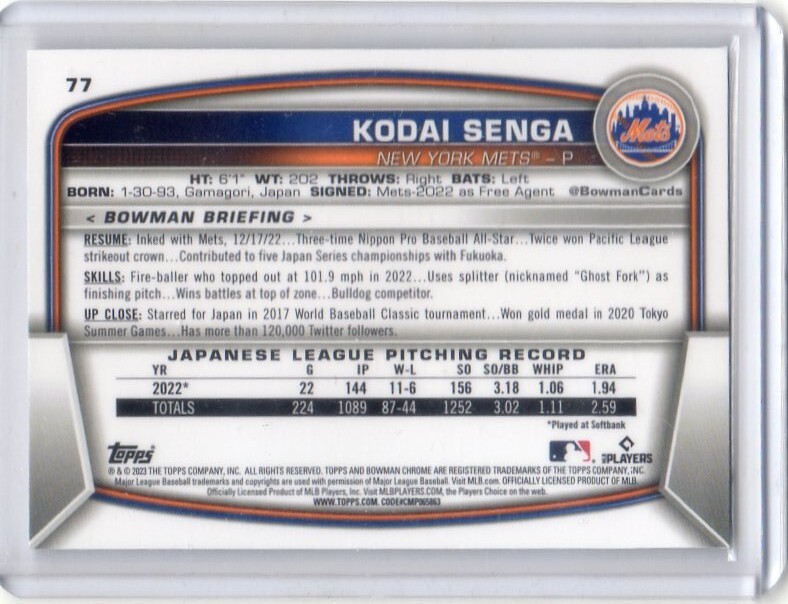 77
KODAI SENGA
Mets
NEW YORK METS® – P
HT: 6'1" WT: 202 THROWS: Right BATS: Left
BORN: 1-30-93, Gamagori, Japan SIGNED: Mets-2022 as Free Agent @BowmanCards
< BOWMAN BRIEFING >
RESUME: Inked with Mets, 12/17/22...Three-time Nippon Pro Baseball All-Star...Twice won Pacific League
strikeout crown...Contributed to five Japan Series championships with Fukuoka.
SKILLS: Fire-baller who topped out at 101.9 mph in 2022...Uses splitter (nicknamed "Ghost Fork") as
finishing pitch...Wins battles at top of zone...Bulldog competitor.
UP CLOSE: Starred for Japan in 2017 World Baseball Classic tournament...Won gold medal in 2020 Tokyo
Summer Games...Has more than 120,000 Twitter followers.
JAPANESE LEAGUE PITCHING RECORD
YR G IP W-L SO SO/BB WHIP ERA
2022* 22 144 11-6 156 3.18 1.06 1.94
TOTALS 224 1089 87-44 1252 3.02 1.11 2.59
*Played at Softbank
Topps
PLAYERS
® & © 2023 THE TOPPS COMPANY, INC. ALL RIGHTS RESERVED. TOPPS AND BOWMAN CHROME ARE REGISTERED TRADEMARKS OF THE TOPPS COMPANY, INC.
Major League Baseball trademarks and copyrights are used with permission of Major League Baseball. Visit MLB.com. OFFICIALLY LICENSED PRODUCT OF MLB
Officially Licensed Product of MLB Players, Inc. Visit MLBPLAYERS.COM, the Players Choice on the web.
WWW.TOPPS.COM. CODE#CMP065863